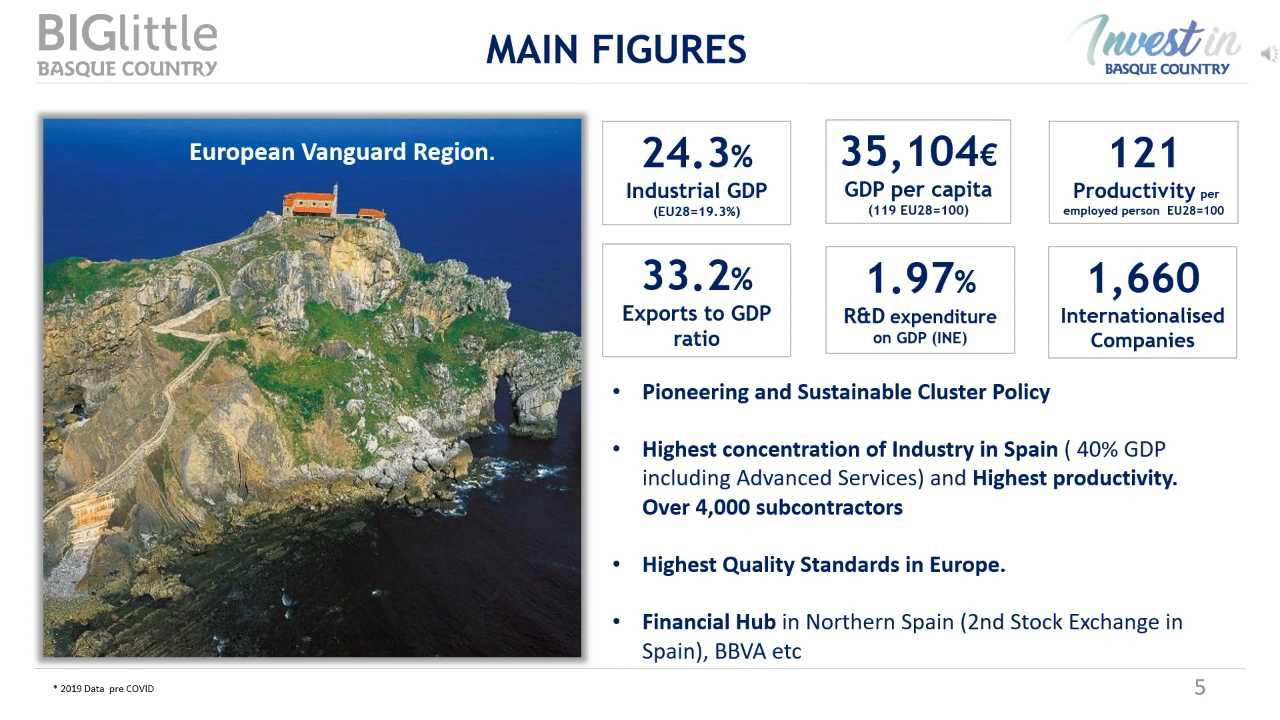 BIGlittle
BASQUE COUNTRY
MAIN FIGURES
Invest in
BASQUE COUNTRY
European Vanguard Region.
24.3%
Industrial GDP
(EU28=19.3%)
35,104€
GDP per capita
(119 EU28=100)
121
Productivity per
employed person EU28=100
33.2%
Exports to GDP
ratio
1.97%
R&D expenditure
on GDP (INE)
1,660
Internationalised
Companies
• Pioneering and Sustainable Cluster Policy
• Highest concentration of Industry in Spain ( 40% GDP
including Advanced Services) and Highest productivity.
Over 4,000 subcontractors
• Highest Quality Standards in Europe.
• Financial Hub in Northern Spain (2nd Stock Exchange in
Spain), BBVA etc
* 2019 Data pre COVID
5